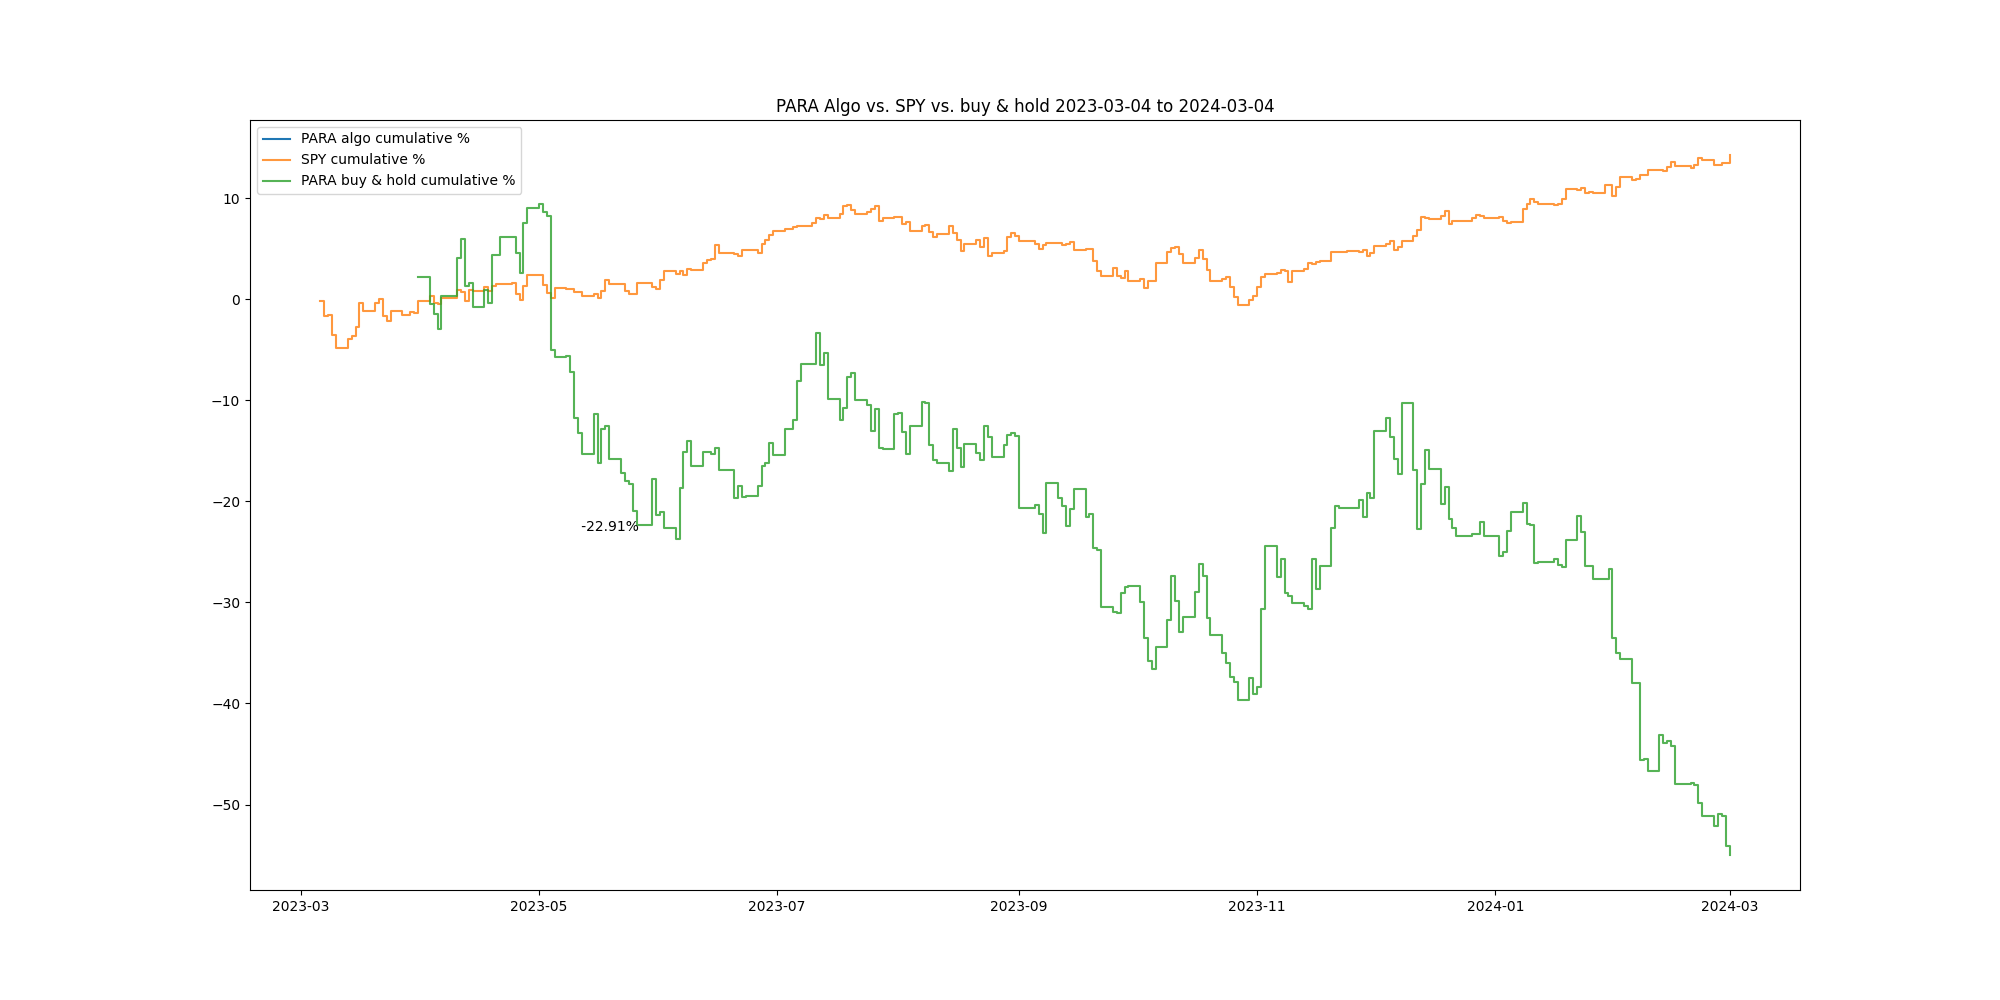 PARA Algo vs. SPY vs. buy & hold 2023-03-04 to 2024-03-04
PARA algo cumulative %
SPY cumulative %
PARA buy & hold cumulative %
10
0
−10
−20
−30
−40
−50
-22.91%
2023-03 2023-05 2023-07 2023-09 2023-11 2024-01 2024-03